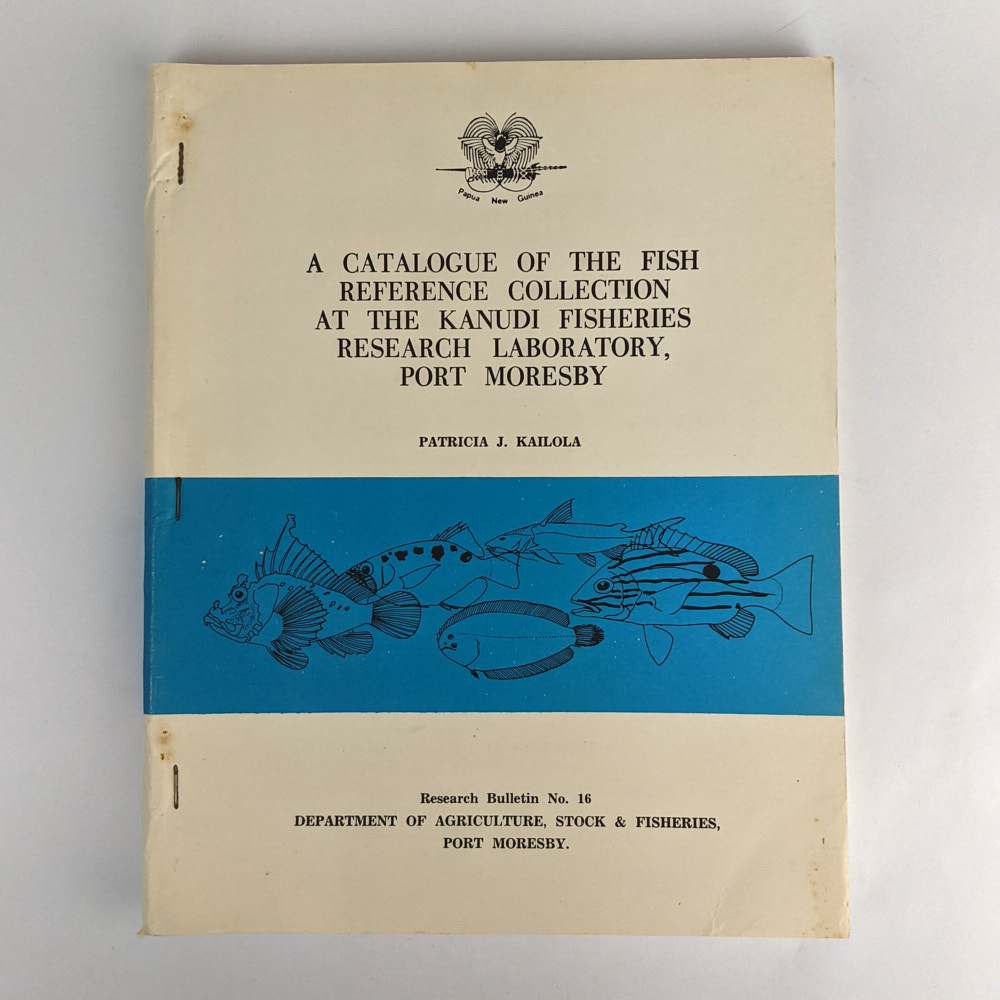 Papua New Guinea
A CATALOGUE OF THE FISH
REFERENCE COLLECTION
AT THE KANUDI FISHERIES
RESEARCH LABORATORY,
PORT MORESBY
PATRICIA J. KAILOLA
Research Bulletin No. 16
DEPARTMENT OF AGRICULTURE, STOCK & FISHERIES,
PORT MORESBY.